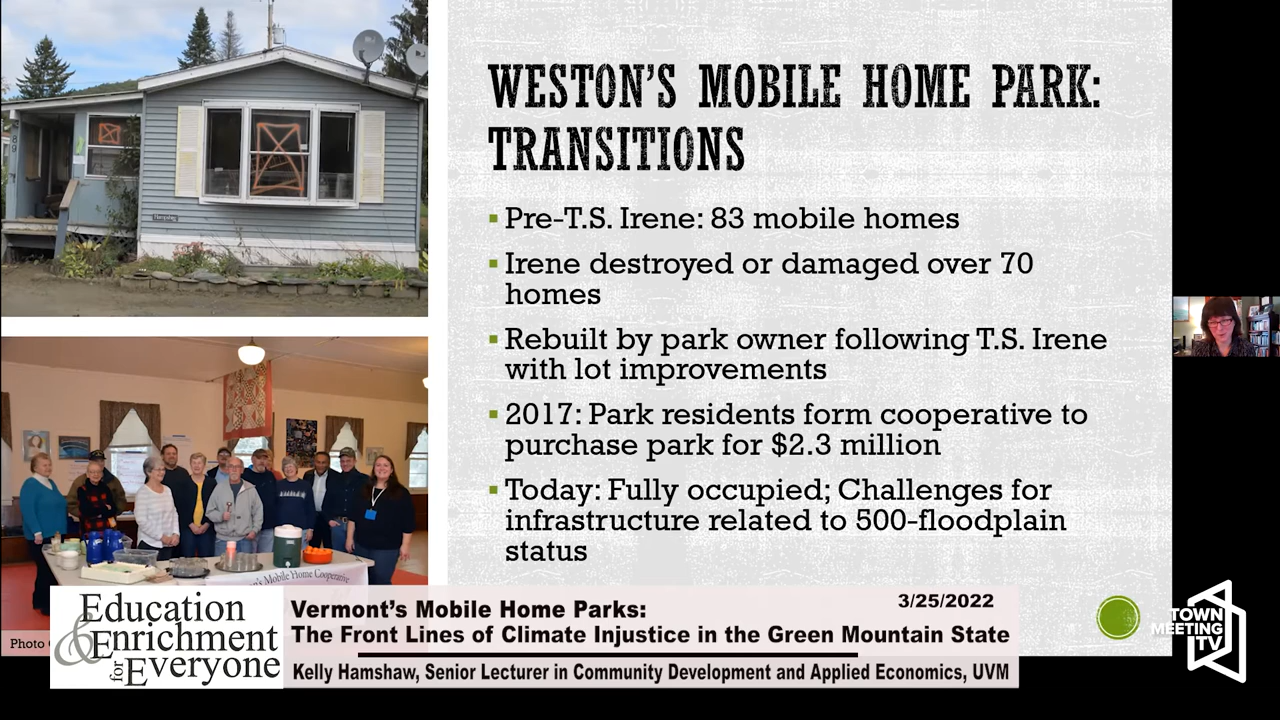 WESTON'S MOBILE HOME PARK:
TRANSITIONS
▪ Pre-T.S. Irene: 83 mobile homes
▪ Irene destroyed or damaged over 70
homes
▪ Rebuilt by park owner following T.S. Irene
with lot improvements
▪ 2017: Park residents form cooperative to
purchase park for $2.3 million
▪ Today: Fully occupied; Challenges for
infrastructure related to 500-floodplain
status
's Mobile Home Cooperative
Photo
Education
& Enrichment
for Everyone
Vermont's Mobile Home Parks:
3/25/2022
The Front Lines of Climate Injustice in the Green Mountain State
Kelly Hamshaw, Senior Lecturer in Community Development and Applied Economics, UVM
TOWN
MEETING
TV